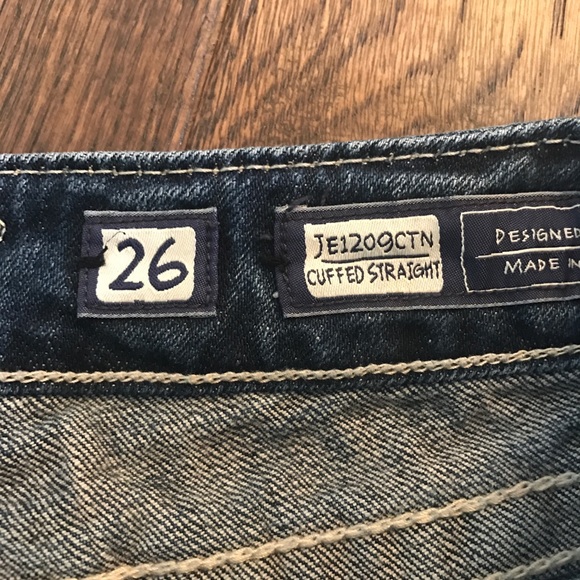 26
JE1209CTN
CUFFED STRAIGHT
DESIGNED
MADE IN